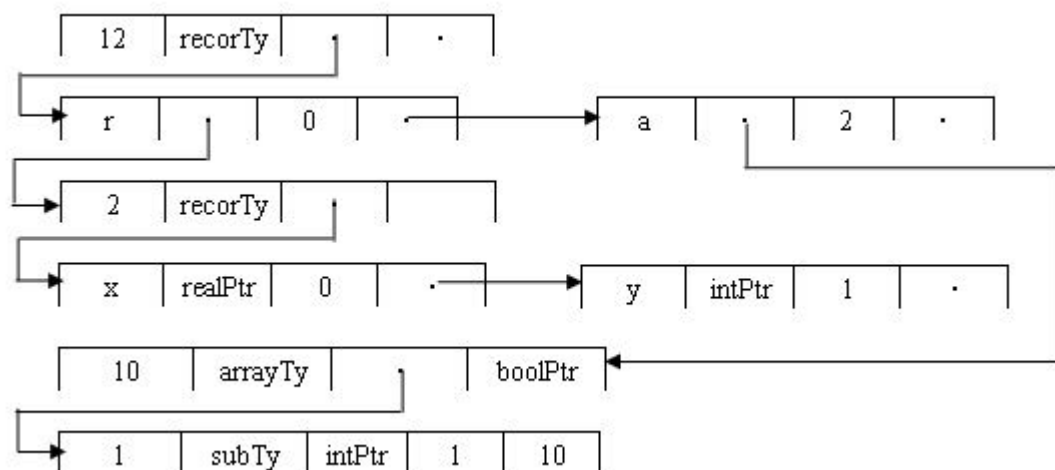 12 recorTy
r 0 a 2
2 recorTy
x realPtr 0 y intPtr 1
10 arrayTy boolPtr
1 subTy intPtr 1 10